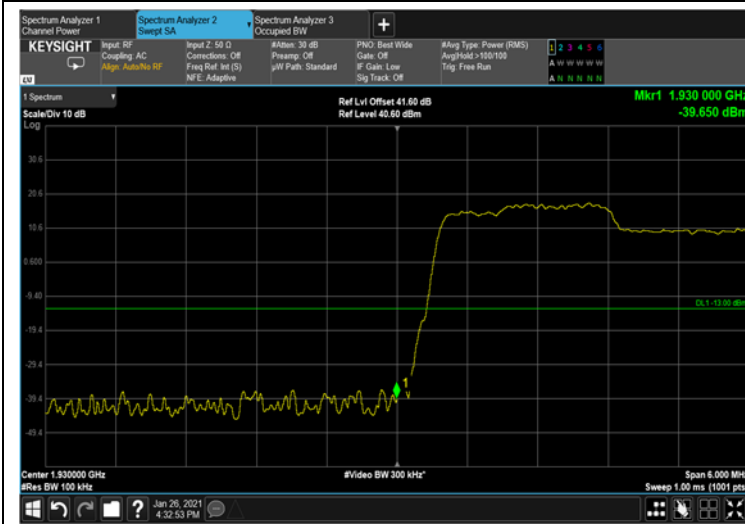 Spectrum Analyzer 1
Channel Power
Spectrum Analyzer 2
Swept SA
Spectrum Analyzer 3
Occupied BW
+
KEYSIGHT
Input: RF
Coupling: AC
Align: Auto/No RF
Input Z: 50 Ω
Corrections: Off
Freq Ref: Int (S)
NFE: Adaptive
#Atten: 30 dB
Preamp: Off
µW Path: Standard
PNO: Best Wide
Gate: Off
IF Gain: Low
Sig Track: Off
#Avg Type: Power (RMS)
Avg|Hold:>100/100
Trig: Free Run
1 2 3 4 5 6
A W W W W W
A N N N N N
1 Spectrum
Scale/Div 10 dB
Log
Ref Lvl Offset 41.60 dB
Ref Level 40.60 dBm
Mkr1 1.930 000 GHz
-39.650 dBm
30.6
20.6
10.6
0.600
-9.40
-19.4
-29.4
-39.4
-49.4
DL1 -13.00 dBm
1
Center 1.930000 GHz
#Res BW 100 kHz
#Video BW 300 kHz*
Span 6.000 MHz
Sweep 1.00 ms (1001 pts)
Jan 26, 2021
4:32:53 PM